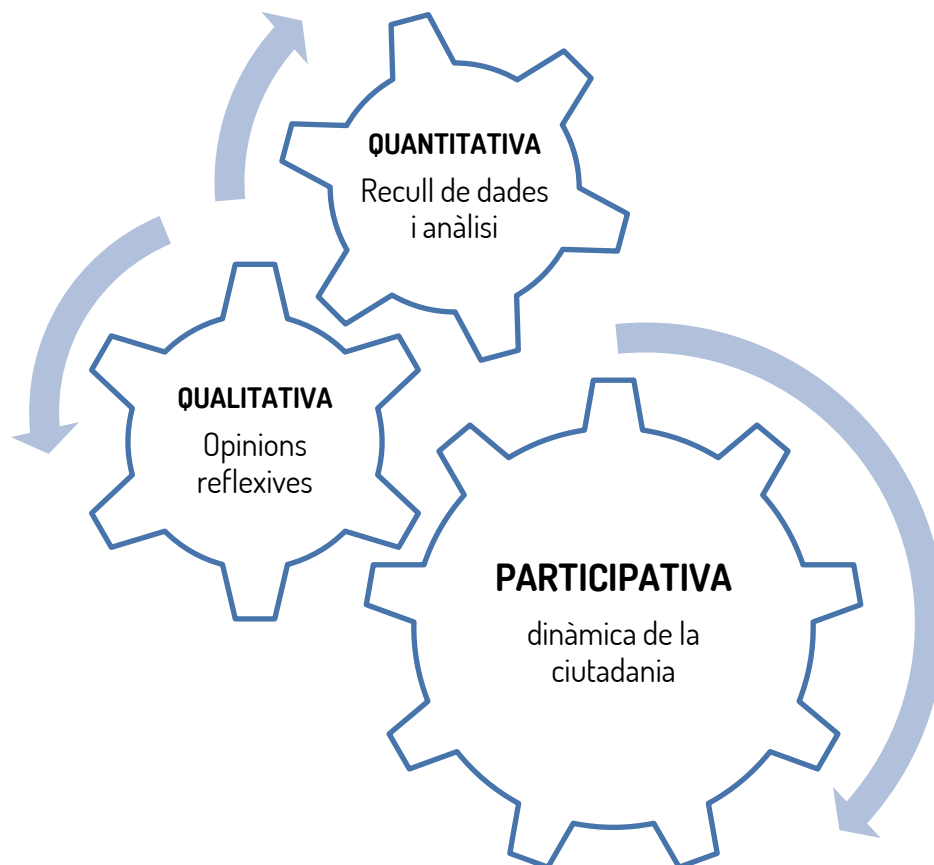 QUANTITATIVA
Recull de dades
i anàlisi
QUALITATIVA
Opinions
reflexives
PARTICIPATIVA
dinàmica de la
ciutadania